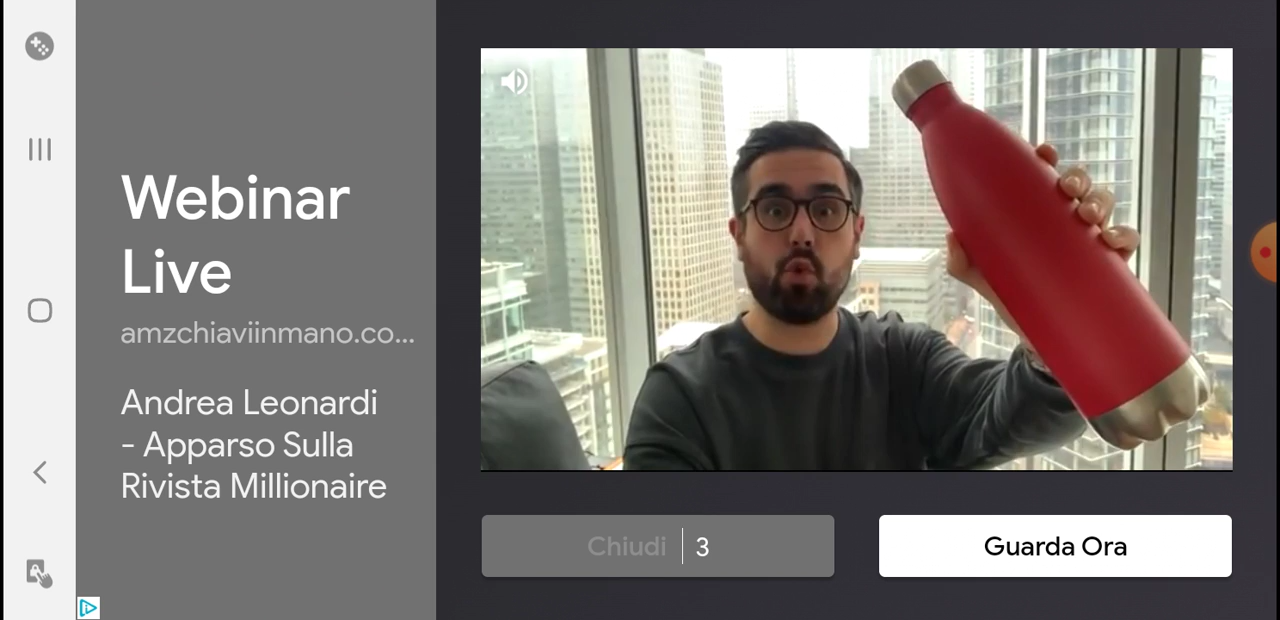 Webinar
Live
amzchiaviinmano.co...
Andrea Leonardi
- Apparso Sulla
Rivista Millionaire
Chiudi | 3
Guarda Ora